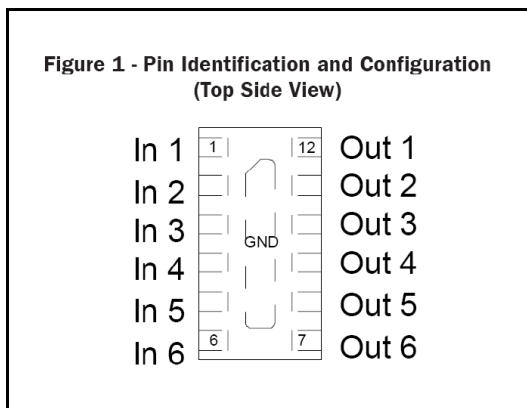 Figure 1 - Pin Identification and Configuration
(Top Side View)
In 1 1 12 Out 1
In 2 Out 2
In 3 Out 3
GND
In 4 Out 4
In 5 Out 5
In 6 6 7 Out 6